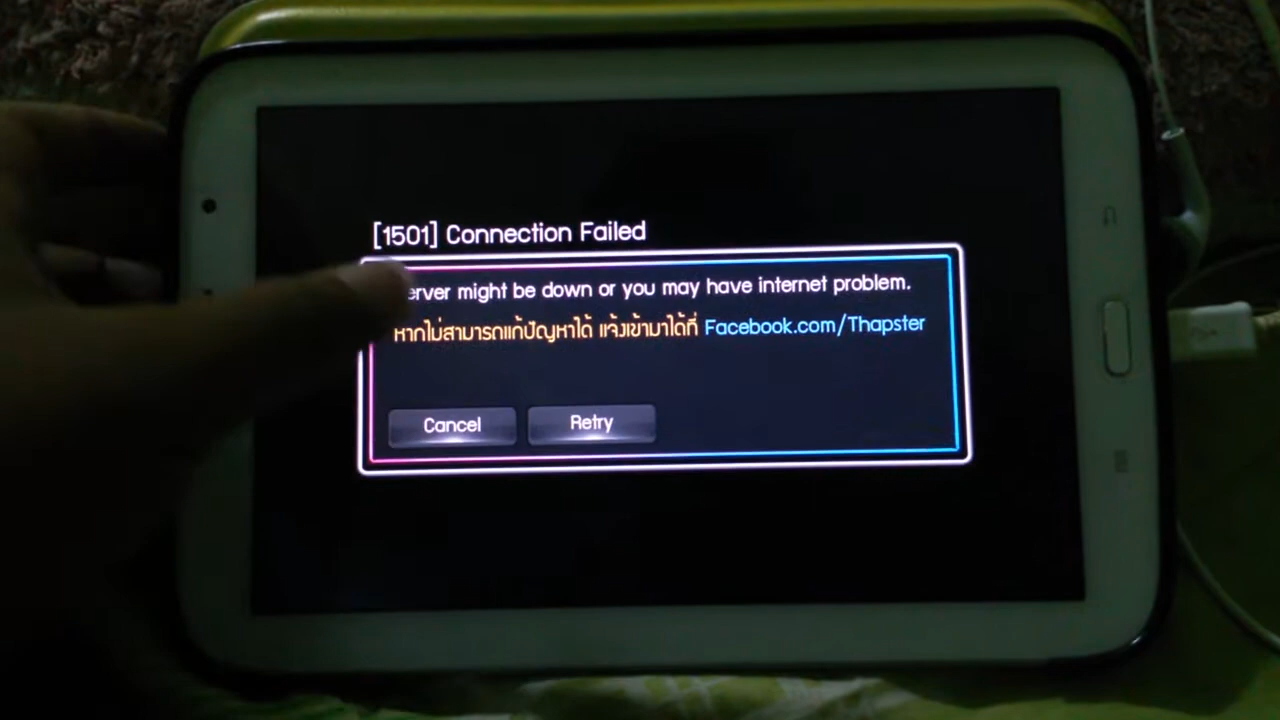 [1501] Connection Failed
might be down or you may have internet problem.
หากไม่สามารถแก้ปัญหาได้ แจ้งเข้ามาได้ที่ Facebook.com/Thapster
Cancel Retry